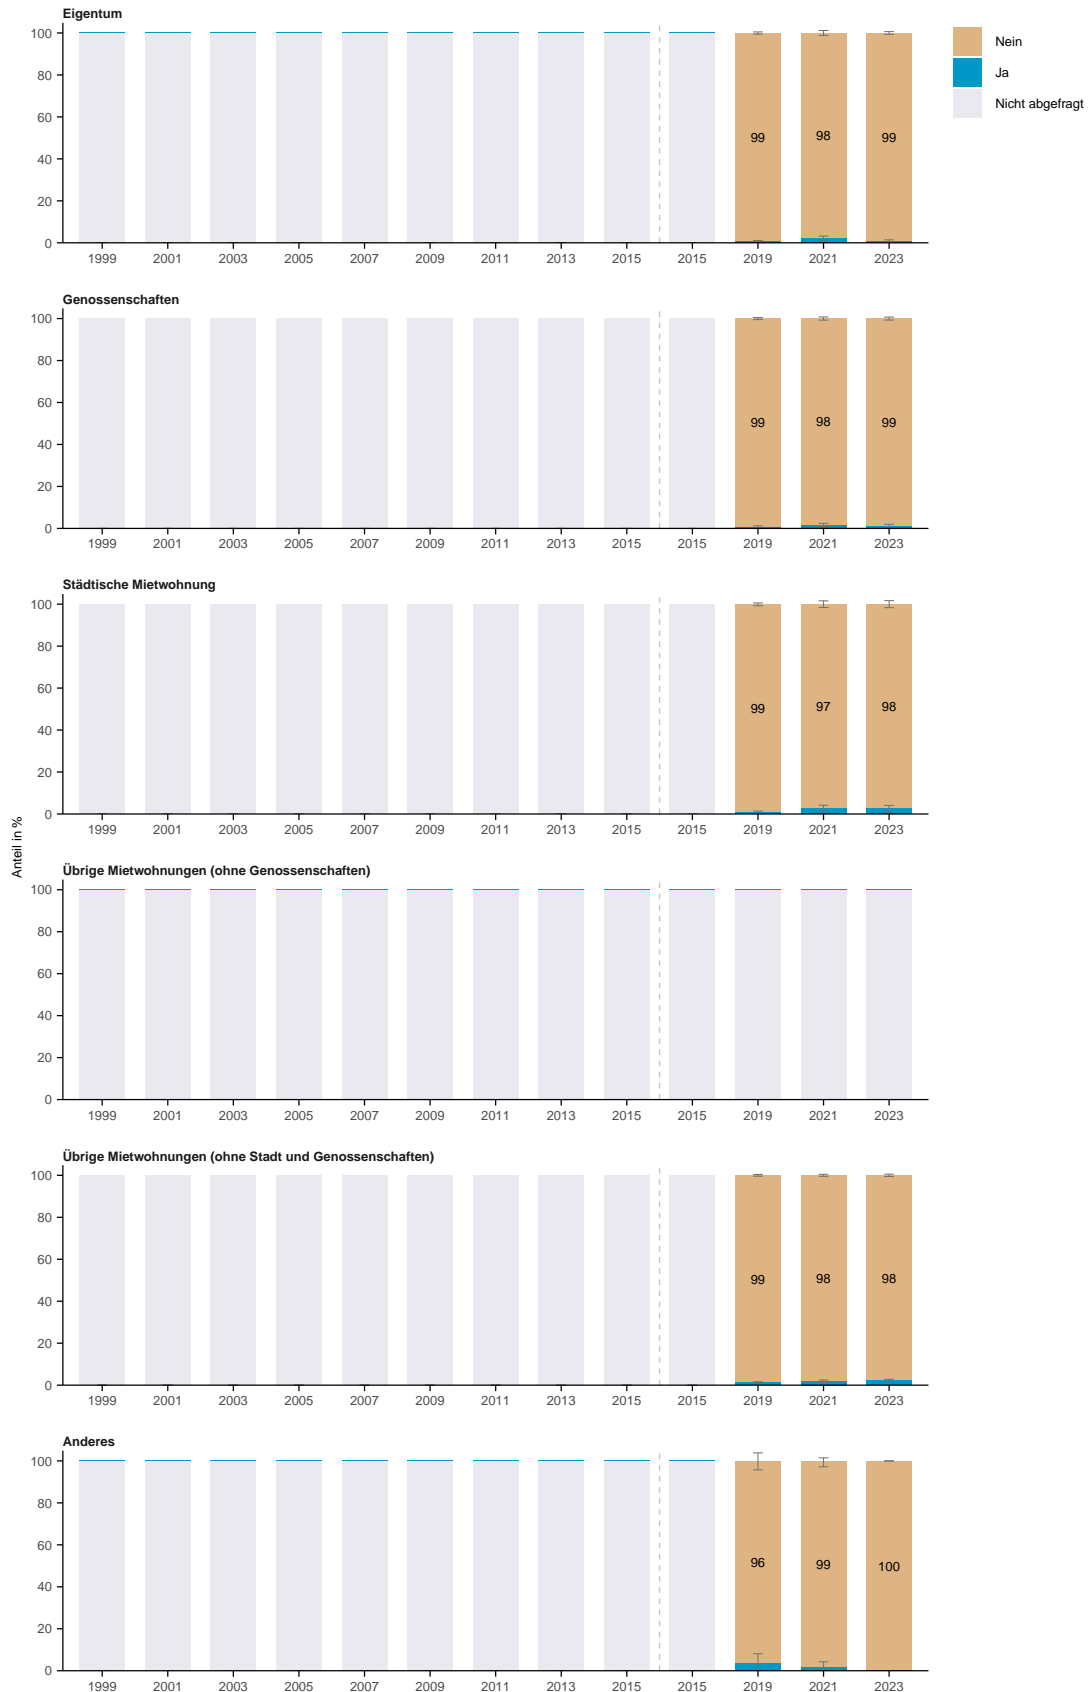 Eigentum
100
80
60
40
20
0
99 98 99
1999 2001 2003 2005 2007 2009 2011 2013 2015 2015 2019 2021 2023
Nein
Ja
Nicht abgefragt
Genossenschaften
100
80
60
40
20
0
99 98 99
1999 2001 2003 2005 2007 2009 2011 2013 2015 2015 2019 2021 2023
Städtische Mietwohnung
100
80
60
40
20
0
99 97 98
1999 2001 2003 2005 2007 2009 2011 2013 2015 2015 2019 2021 2023
Anteil in %
Übrige Mietwohnungen (ohne Genossenschaften)
100
80
60
40
20
0
1999 2001 2003 2005 2007 2009 2011 2013 2015 2015 2019 2021 2023
Übrige Mietwohnungen (ohne Stadt und Genossenschaften)
100
80
60
40
20
0
99 98 98
1999 2001 2003 2005 2007 2009 2011 2013 2015 2015 2019 2021 2023
Anderes
100
80
60
40
20
0
96 99 100
1999 2001 2003 2005 2007 2009 2011 2013 2015 2015 2019 2021 2023